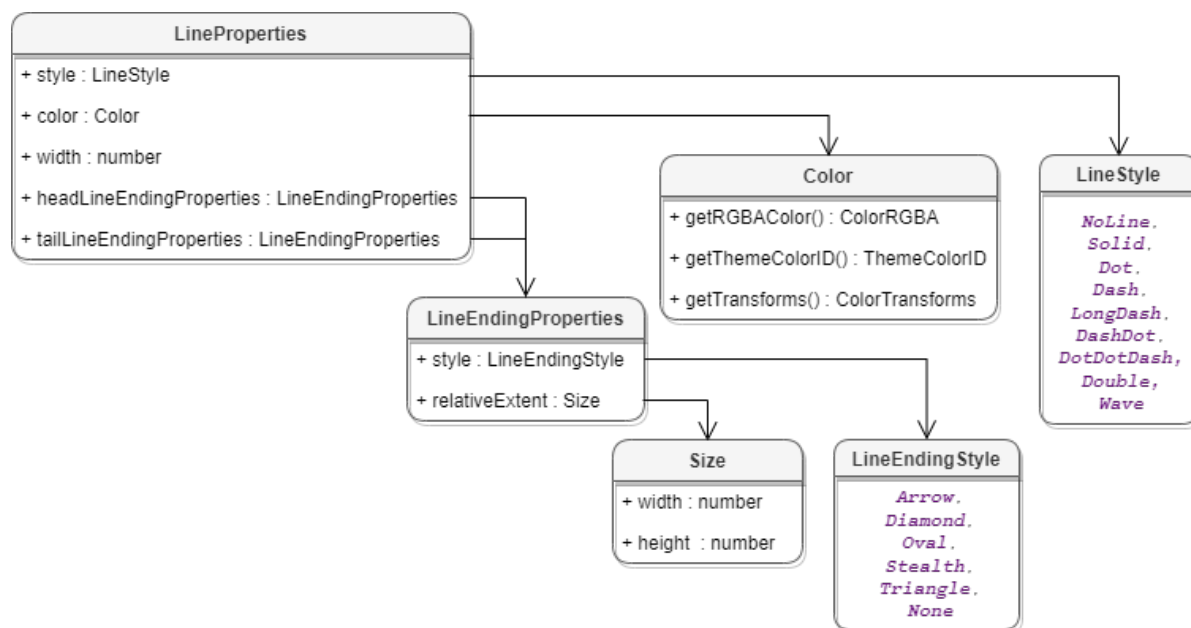 LineProperties
+ style : LineStyle
+ color : Color
+ width : number
+ headLineEndingProperties : LineEndingProperties
+ tailLineEndingProperties : LineEndingProperties
Color
+ getRGBAColor() : ColorRGBA
+ getThemeColorID() : ThemeColorID
+ getTransforms() : ColorTransforms
LineStyle
NoLine,
Solid,
Dot,
Dash,
LongDash,
DashDot,
DotDotDash,
Double,
Wave
LineEndingProperties
+ style : LineEndingStyle
+ relativeExtent : Size
Size
+ width : number
+ height : number
LineEndingStyle
Arrow,
Diamond,
Oval,
Stealth,
Triangle,
None